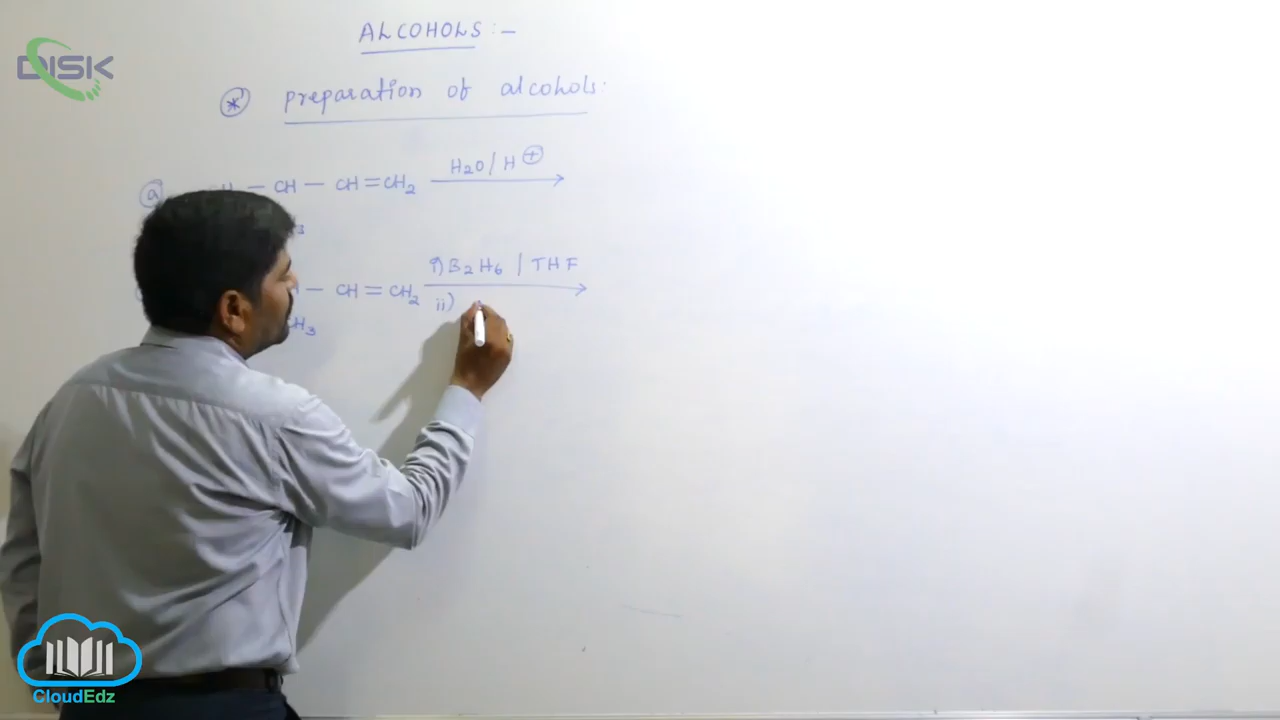 ALCOHOLS:-
DISK
* preparation of alcohols:
a CH — CH — CH=CH2 H2O/H+
CH3
— CH = CH2 i) B2H6 / THF
ii)
CH3
CloudEdz